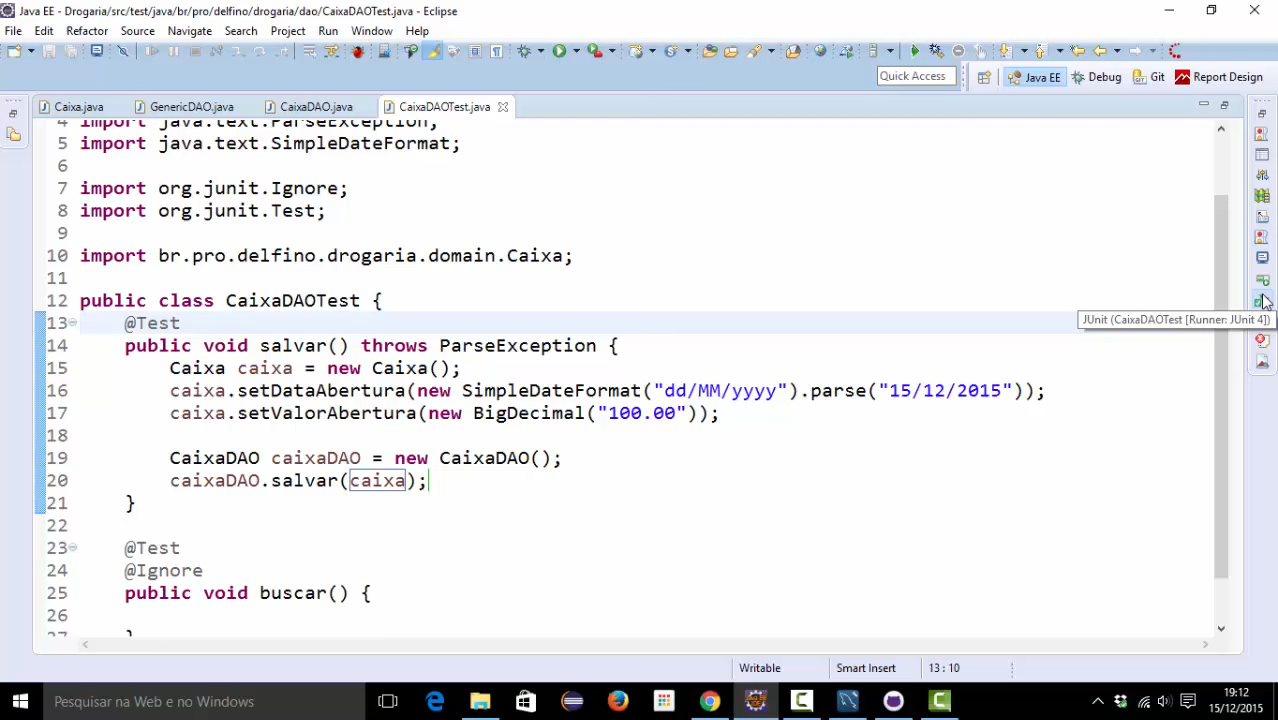 Java EE - Drogaria/src/test/java/br/pro/delfino/drogaria/dao/CaixaDAOTest.java - Eclipse
File Edit Refactor Source Navigate Search Project Run Window Help
Quick Access Java EE Debug Git Report Design
Caixa.java GenericDAO.java CaixaDAO.java CaixaDAOTest.java
4 import java.text.ParseException;
5 import java.text.SimpleDateFormat;
6
7 import org.junit.Ignore;
8 import org.junit.Test;
9
10 import br.pro.delfino.drogaria.domain.Caixa;
11
12 public class CaixaDAOTest {
13 @Test
JUnit (CaixaDAOTest [Runner: JUnit 4])
14 public void salvar() throws ParseException {
15 Caixa caixa = new Caixa();
16 caixa.setDataAbertura(new SimpleDateFormat("dd/MM/yyyy").parse("15/12/2015"));
17 caixa.setValorAbertura(new BigDecimal("100.00"));
18
19 CaixaDAO caixaDAO = new CaixaDAO();
20 caixaDAO.salvar(caixa);
21 }
22
23 @Test
24 @Ignore
25 public void buscar() {
26
27 }
Writable Smart Insert 13 : 10
Pesquisar na Web e no Windows
19:12
15/12/2015